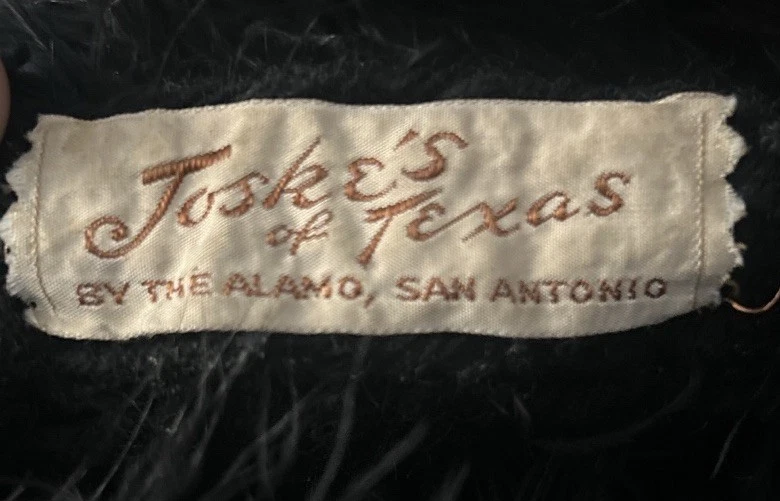 Joske's
of Texas
BY THE ALAMO, SAN ANTONIO